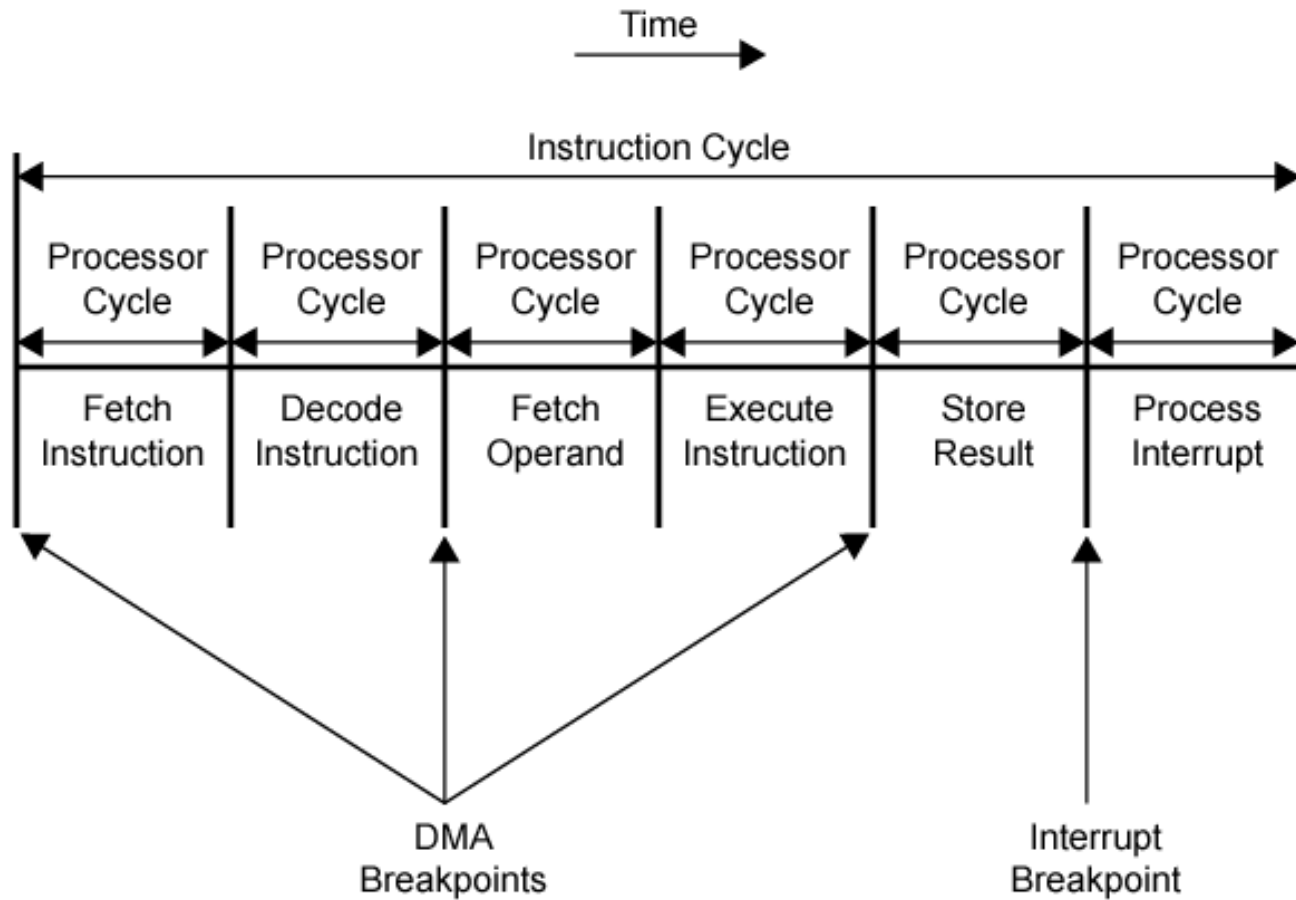 Time
Instruction Cycle
Processor Processor Processor Processor Processor Processor
Cycle Cycle Cycle Cycle Cycle Cycle
Fetch Decode Fetch Execute Store Process
Instruction Instruction Operand Instruction Result Interrupt
DMA Interrupt
Breakpoints Breakpoint